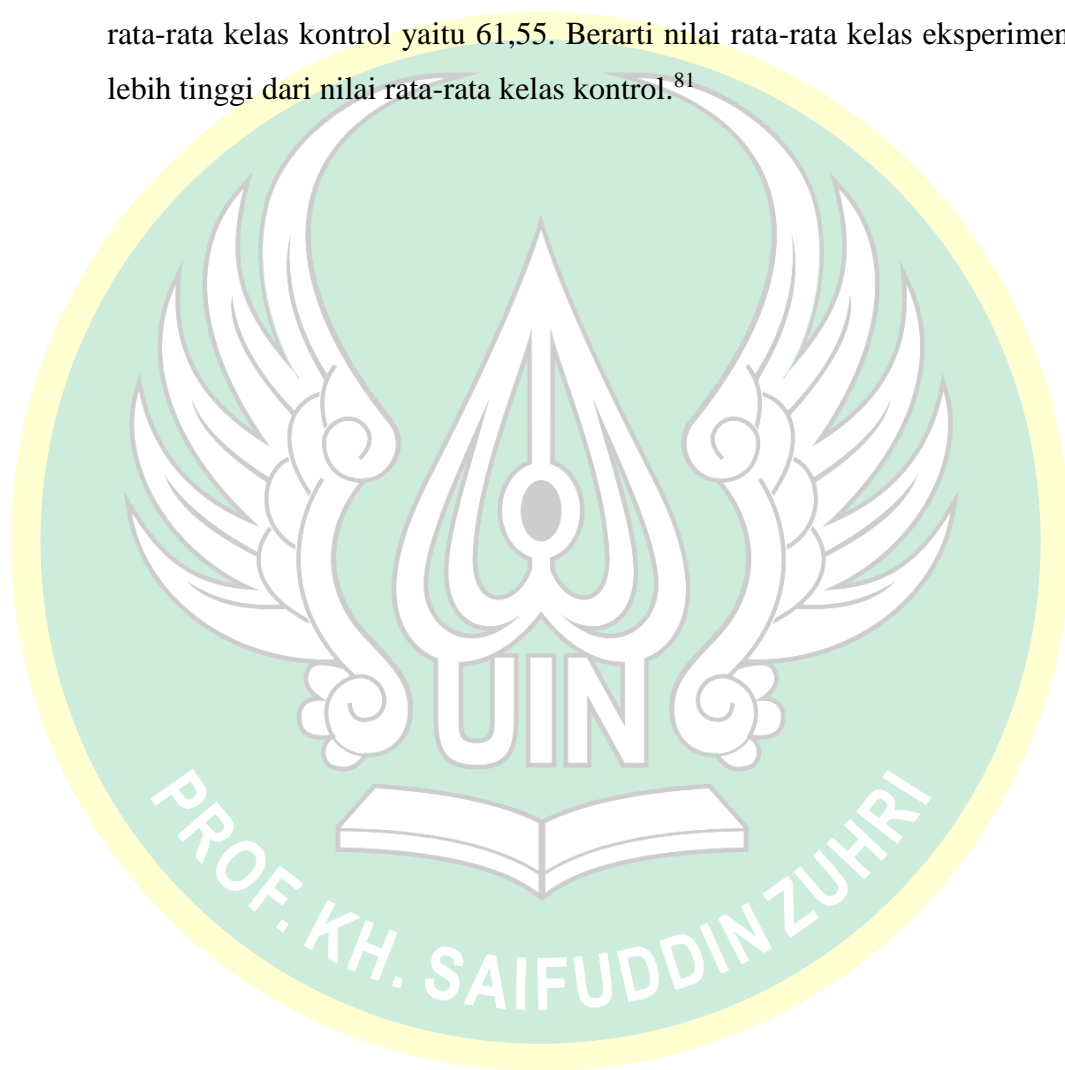 rata-rata kelas kontrol yaitu 61,55. Berarti nilai rata-rata kelas eksperimen
lebih tinggi dari nilai rata-rata kelas kontrol.81
UIN
PROF. KH. SAIFUDDIN ZUHRI